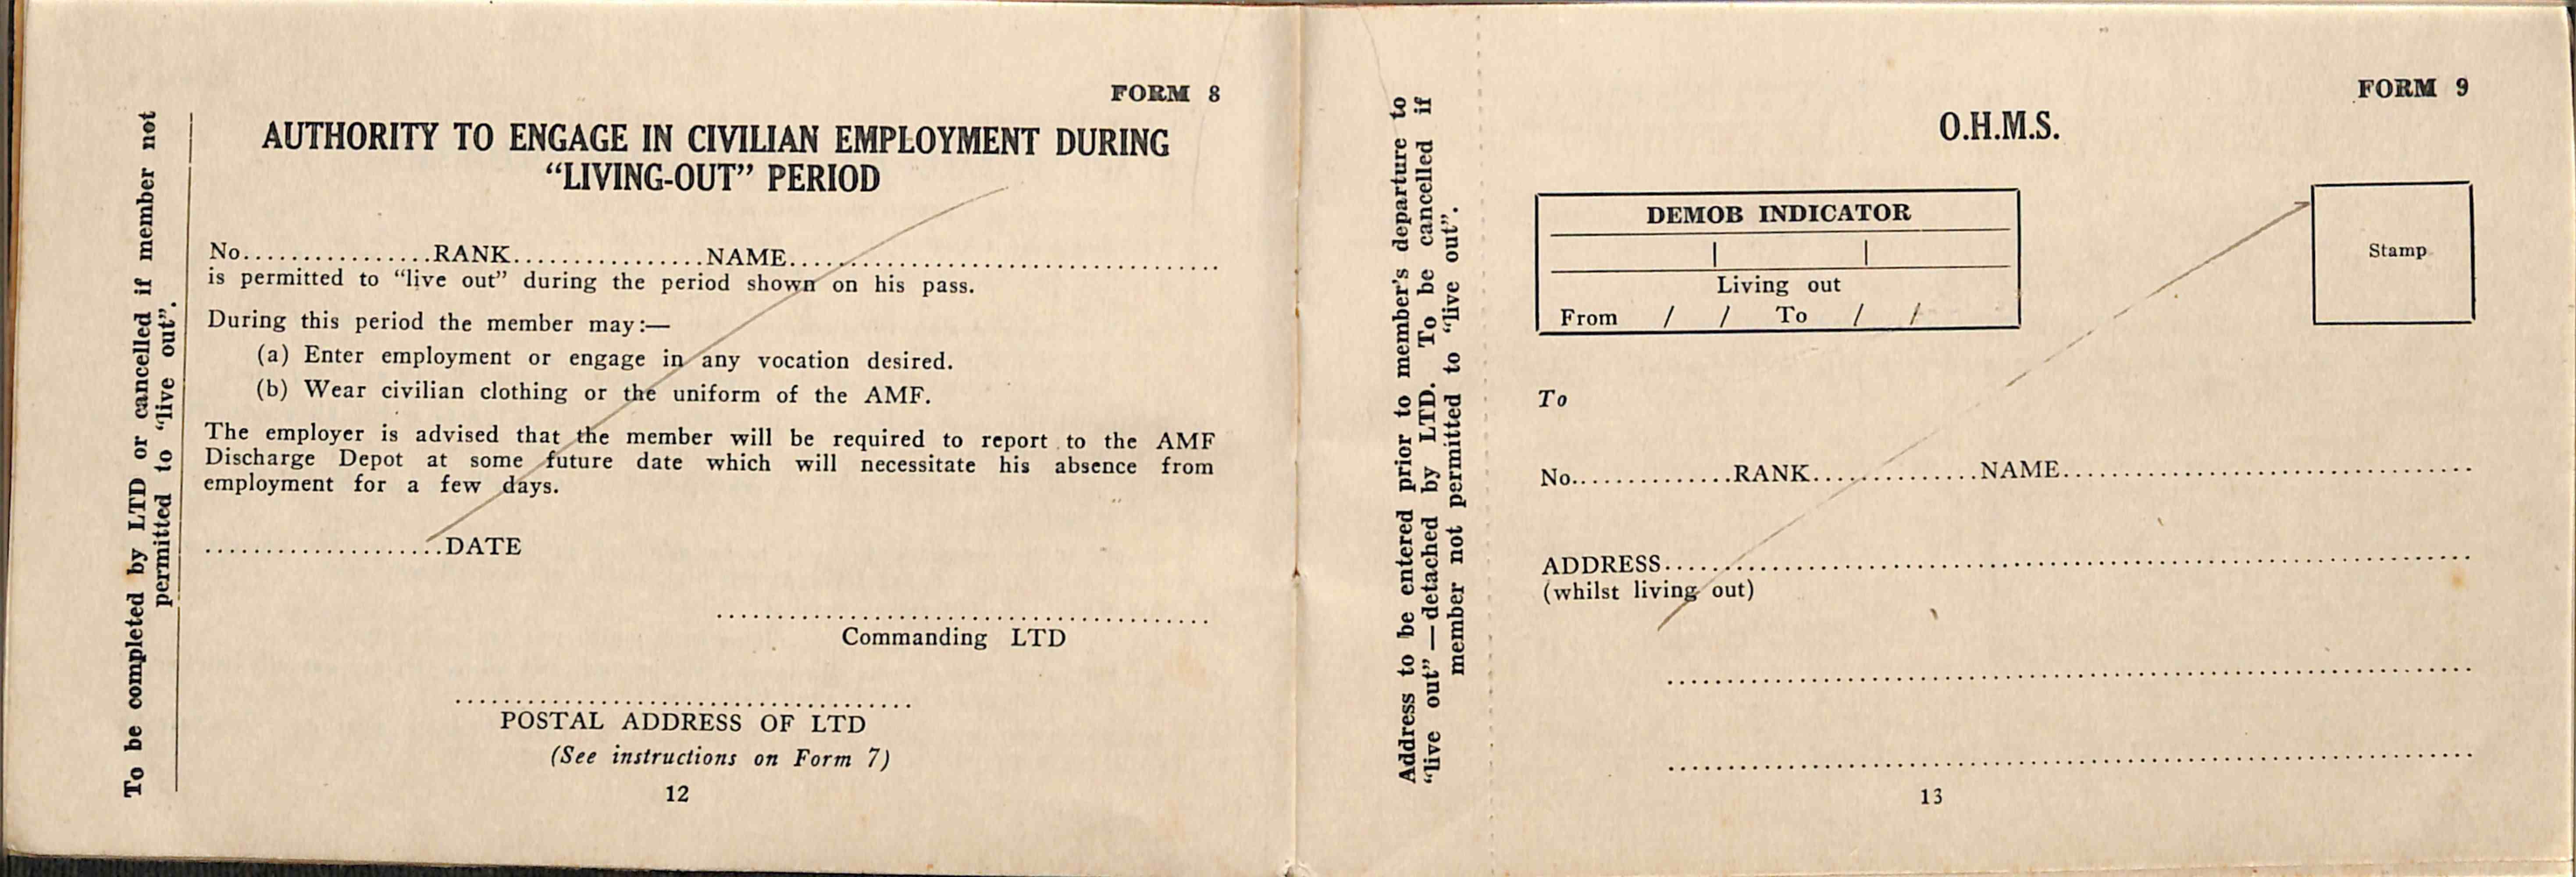 To be completed by LTD or cancelled if member not
permitted to “live out”.
FORM 8
AUTHORITY TO ENGAGE IN CIVILIAN EMPLOYMENT DURING
“LIVING-OUT” PERIOD
No................RANK................NAME....................................
is permitted to “live out” during the period shown on his pass.
During this period the member may:—
(a) Enter employment or engage in any vocation desired.
(b) Wear civilian clothing or the uniform of the AMF.
The employer is advised that the member will be required to report to the AMF
Discharge Depot at some future date which will necessitate his absence from
employment for a few days.
....................DATE
..........................................
Commanding LTD
.......................................
POSTAL ADDRESS OF LTD
(See instructions on Form 7)
12
Address to be entered prior to member's departure to
“live out”—detached by LTD. To be cancelled if
member not permitted to “live out”.
FORM 9
O.H.M.S.
DEMOB INDICATOR
Living out
From / / To / /
Stamp
To
No..............RANK..............NAME...................................
ADDRESS.....................................................................
(whilst living out)
.....................................................................
.....................................................................
13